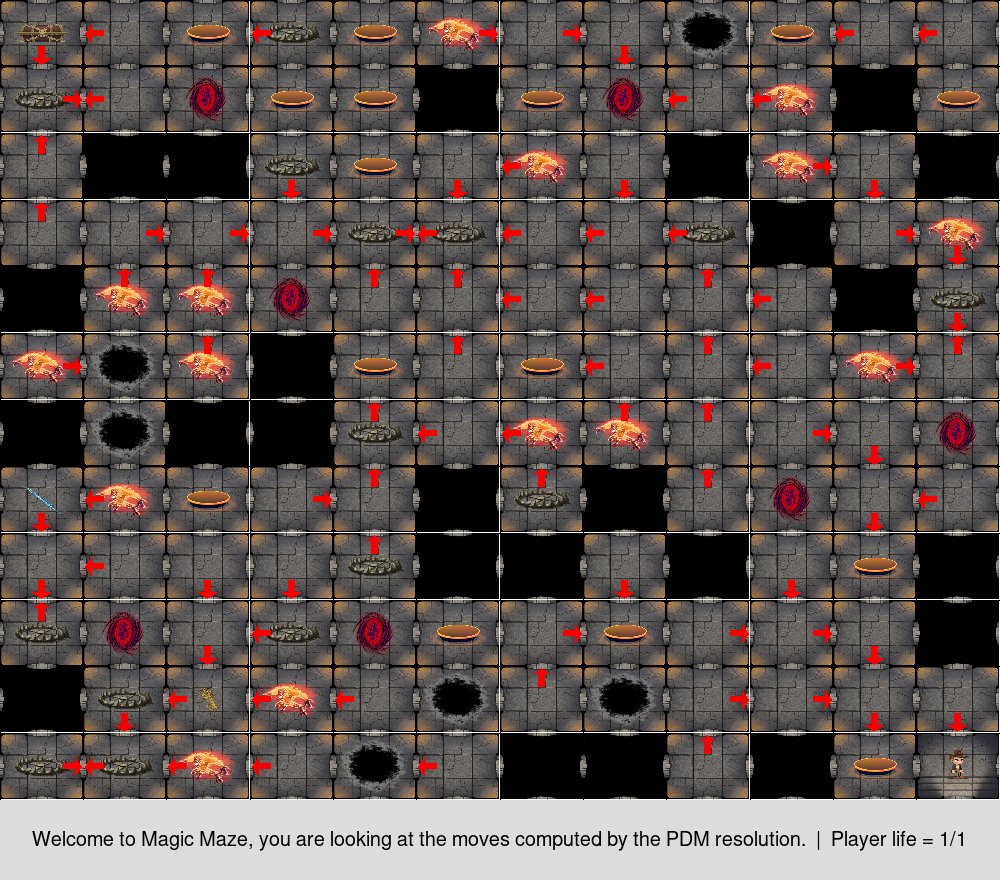 Welcome to Magic Maze, you are looking at the moves computed by the PDM resolution.  |  Player life = 1/1